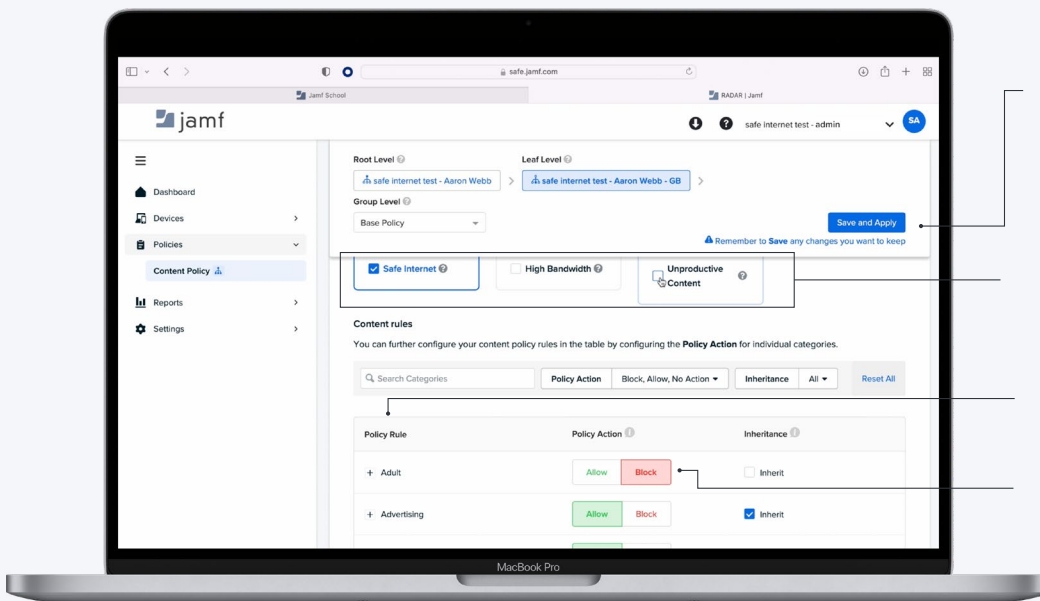 safe.jamf.com
Jamf School
RADAR | Jamf
jamf
safe internet test - admin
SA
Root Level
Leaf Level
safe internet test - Aaron Webb
safe internet test - Aaron Webb - GB
Group Level
Base Policy
Save and Apply
Remember to Save any changes you want to keep
Dashboard
Devices
Policies
Content Policy
Reports
Settings
Safe Internet
High Bandwidth
Unproductive
Content
Content rules
You can further configure your content policy rules in the table by configuring the Policy Action for individual categories.
Search Categories
Policy Action
Block, Allow, No Action
Inheritance
All
Reset All
Policy Rule
Policy Action
Inheritance
+ Adult
Allow
Block
Inherit
+ Advertising
Allow
Block
Inherit
MacBook Pro